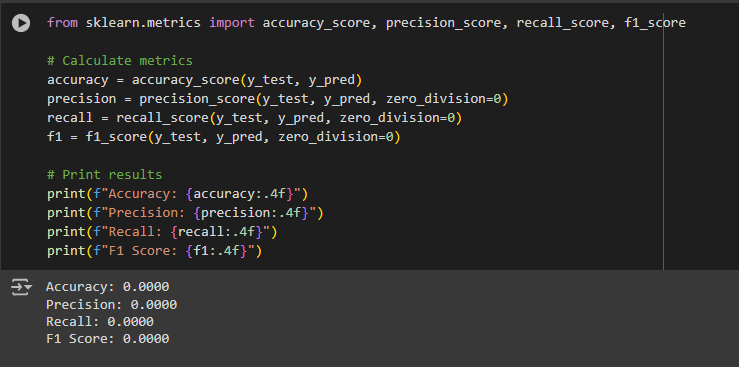 from sklearn.metrics import accuracy_score, precision_score, recall_score, f1_score

# Calculate metrics
accuracy = accuracy_score(y_test, y_pred)
precision = precision_score(y_test, y_pred, zero_division=0)
recall = recall_score(y_test, y_pred, zero_division=0)
f1 = f1_score(y_test, y_pred, zero_division=0)

# Print results
print(f"Accuracy: {accuracy:.4f}")
print(f"Precision: {precision:.4f}")
print(f"Recall: {recall:.4f}")
print(f"F1 Score: {f1:.4f}")

Accuracy: 0.0000
Precision: 0.0000
Recall: 0.0000
F1 Score: 0.0000